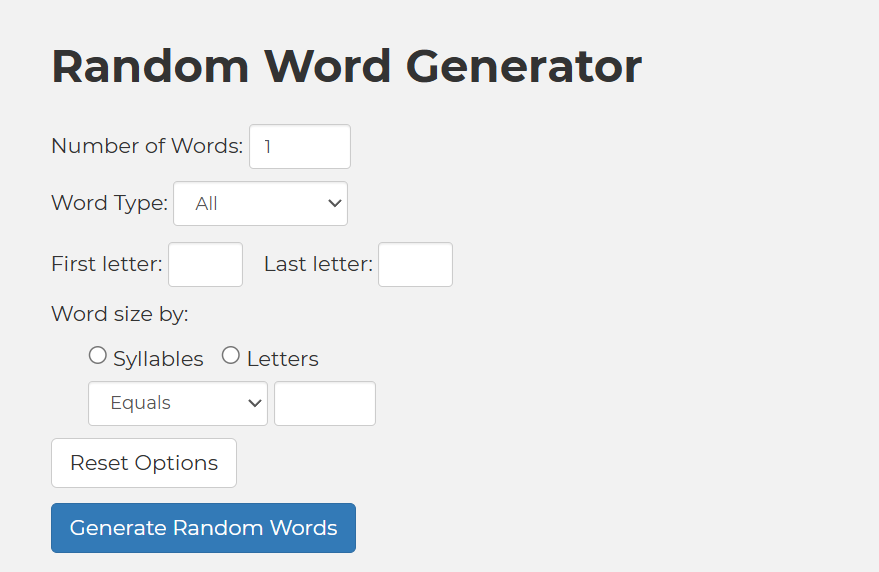 Random Word Generator
Number of Words: 1
Word Type: All
First letter: Last letter:
Word size by:
Syllables Letters
Equals
Reset Options
Generate Random Words